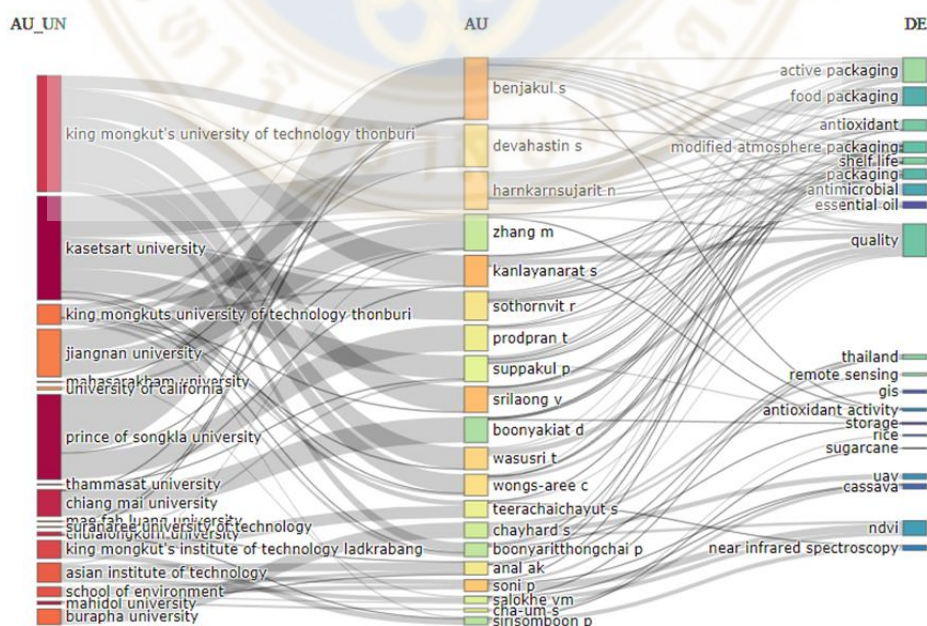 AU_UN
AU
DE
king mongkut's university of technology thonburi
kasetsart university
king mongkuts university of technology thonburi
jiangnan university
mahasarakham university
university of california
prince of songkla university
thammasat university
chiang mai university
mae fah luang university
suranaree university of technology
chulalongkorn university
king mongkut's institute of technology ladkrabang
asian institute of technology
school of environment
mahidol university
burapha university
benjakul s
devahastin s
harnkarnsujarit n
zhang m
kanlayanarat s
sothornvit r
prodpran t
suppakul p
srilaong v
boonyakiat d
wasusri t
wongs-aree c
teerachaichayut s
chayhard s
boonyaritthongchai p
anal ak
soni p
salokhe vm
cha-um s
sirisomboon p
active packaging
food packaging
antioxidant
modified atmosphere packaging
shelf life
packaging
antimicrobial
essential oil
quality
thailand
remote sensing
gis
antioxidant activity
storage
rice
sugarcane
uav
cassava
ndvi
near infrared spectroscopy